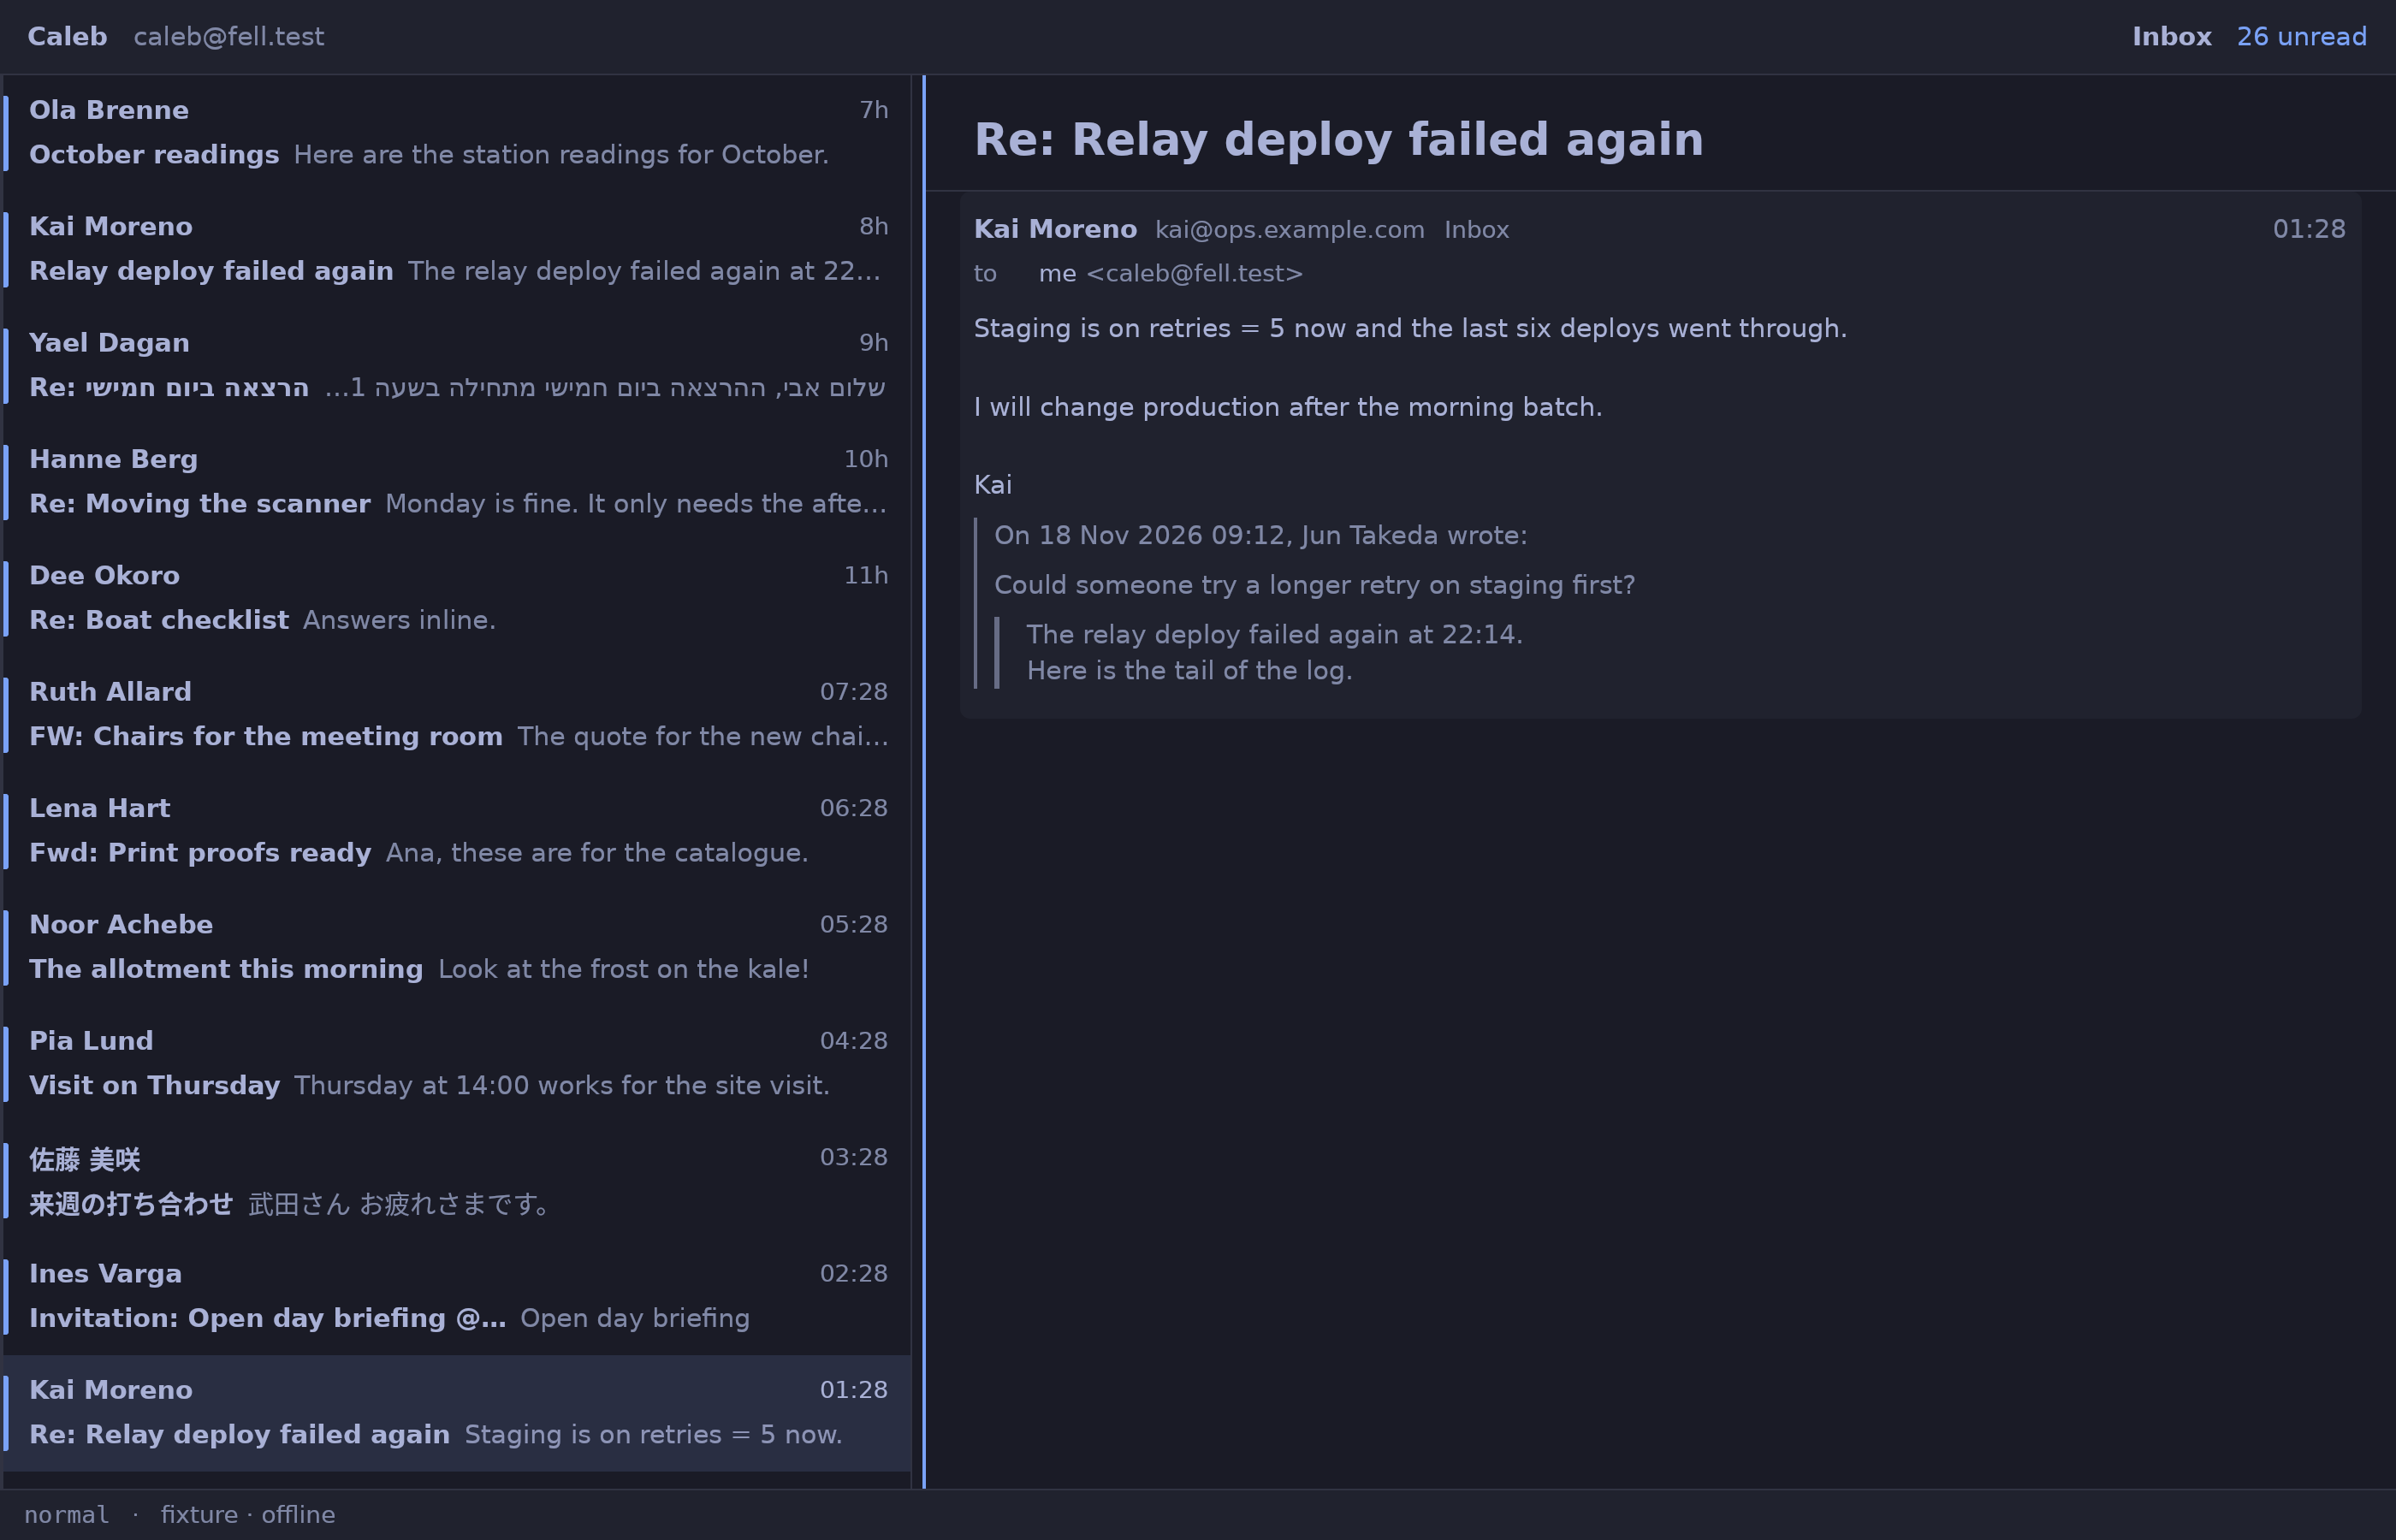 Caleb caleb@fell.test
Inbox 26 unread
Ola Brenne 7h
October readings Here are the station readings for October.
Kai Moreno 8h
Relay deploy failed again The relay deploy failed again at 22…
Yael Dagan 9h
Re: הרצאה ביום חמישי שלום אבי, ההרצאה ביום חמישי מתחילה בשעה 1…
Hanne Berg 10h
Re: Moving the scanner Monday is fine. It only needs the afte…
Dee Okoro 11h
Re: Boat checklist Answers inline.
Ruth Allard 07:28
FW: Chairs for the meeting room The quote for the new chai…
Lena Hart 06:28
Fwd: Print proofs ready Ana, these are for the catalogue.
Noor Achebe 05:28
The allotment this morning Look at the frost on the kale!
Pia Lund 04:28
Visit on Thursday Thursday at 14:00 works for the site visit.
佐藤 美咲 03:28
来週の打ち合わせ 武田さん お疲れさまです。
Ines Varga 02:28
Invitation: Open day briefing @… Open day briefing
Kai Moreno 01:28
Re: Relay deploy failed again Staging is on retries = 5 now.
Re: Relay deploy failed again
Kai Moreno kai@ops.example.com Inbox 01:28
to me <caleb@fell.test>
Staging is on retries = 5 now and the last six deploys went through.
I will change production after the morning batch.
Kai
On 18 Nov 2026 09:12, Jun Takeda wrote:
Could someone try a longer retry on staging first?
The relay deploy failed again at 22:14.
Here is the tail of the log.
normal · fixture · offline